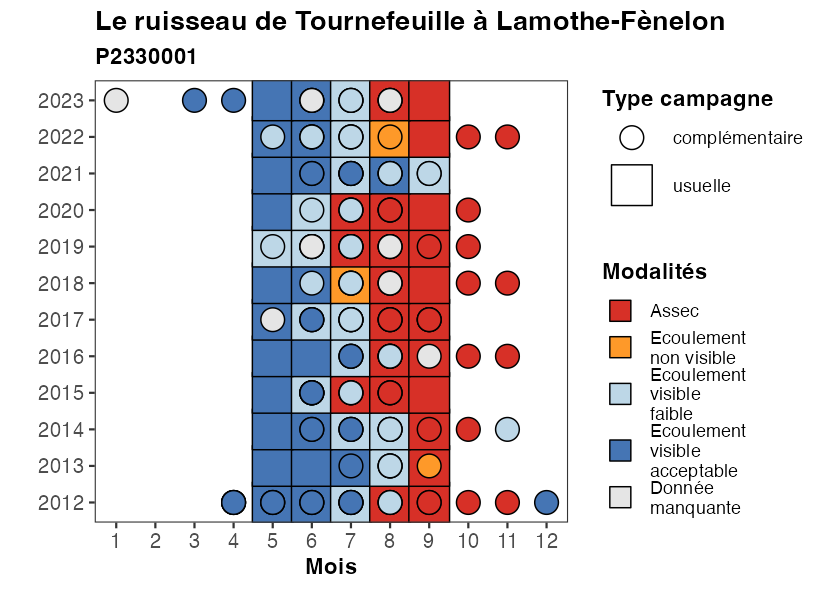 Le ruisseau de Tournefeuille à Lamothe-Fènelon
P2330001
2023
2022
2021
2020
2019
2018
2017
2016
2015
2014
2013
2012
1 2 3 4 5 6 7 8 9 10 11 12
Mois
Type campagne
complémentaire
usuelle
Modalités
Assec
Ecoulement
non visible
Ecoulement
visible
faible
Ecoulement
visible
acceptable
Donnée
manquante